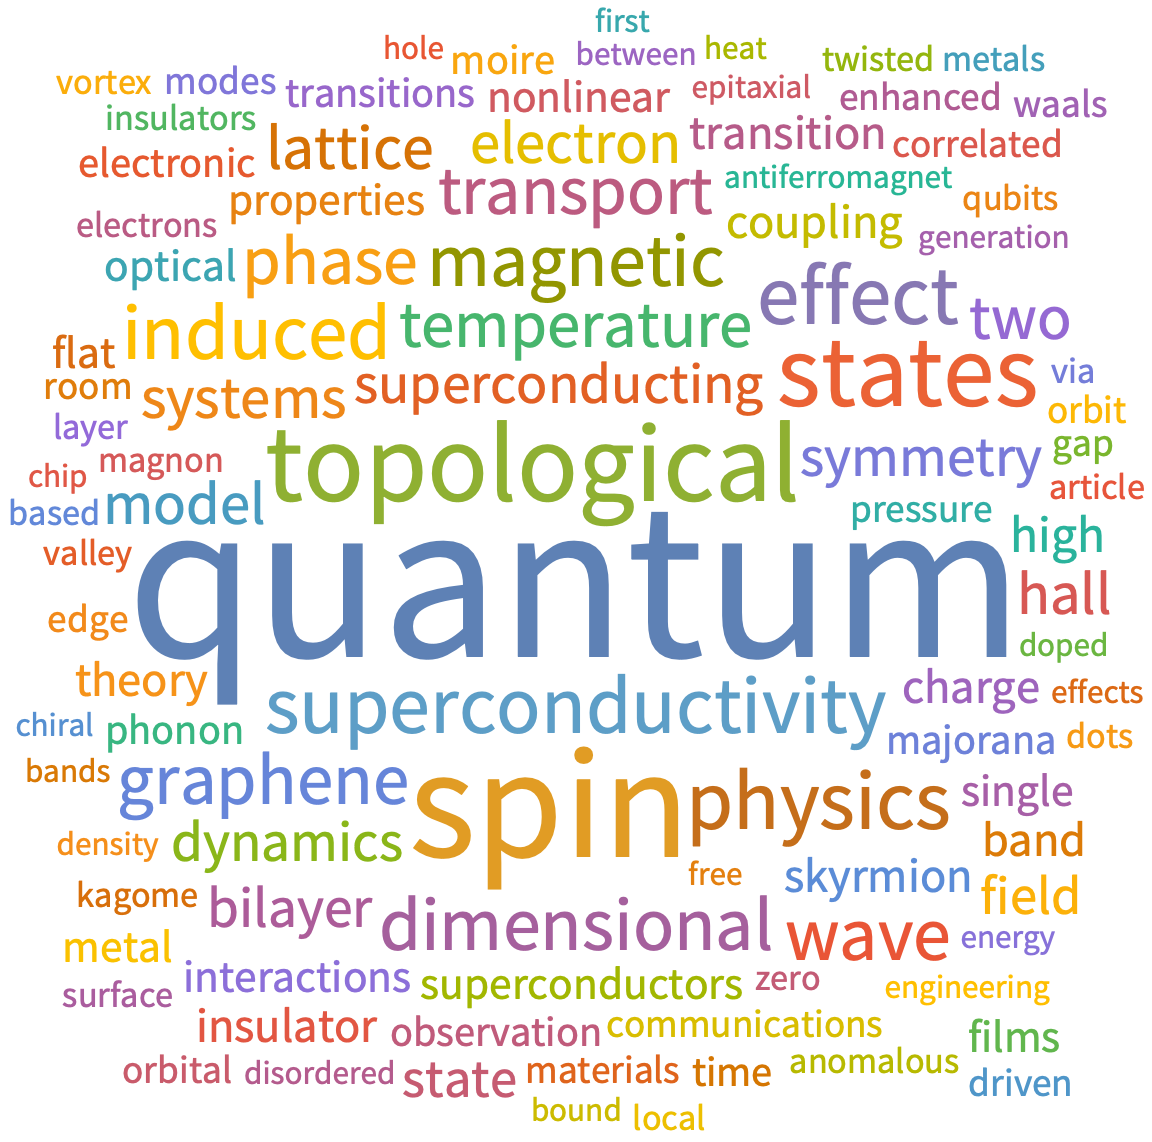 first
hole moire between heat twisted metals
vortex modes transitions nonlinear epitaxial enhanced waals
insulators lattice electron transition correlated
electronic properties transport antiferromagnet qubits
electrons coupling generation
optical phase magnetic effect two
flat induced temperature states via
room systems superconducting orbit
layer topological symmetry gap
chip magnon article
based model pressure high
valley quantum hall
edge doped
theory superconductivity charge effects
chiral phonon majorana dots
bands graphene spin physics single
density dynamics band
kagome bilayer dimensional free skyrmion field
metal wave energy
surface interactions superconductors zero engineering
insulator observation communications films
orbital disordered state materials time anomalous driven
bound local